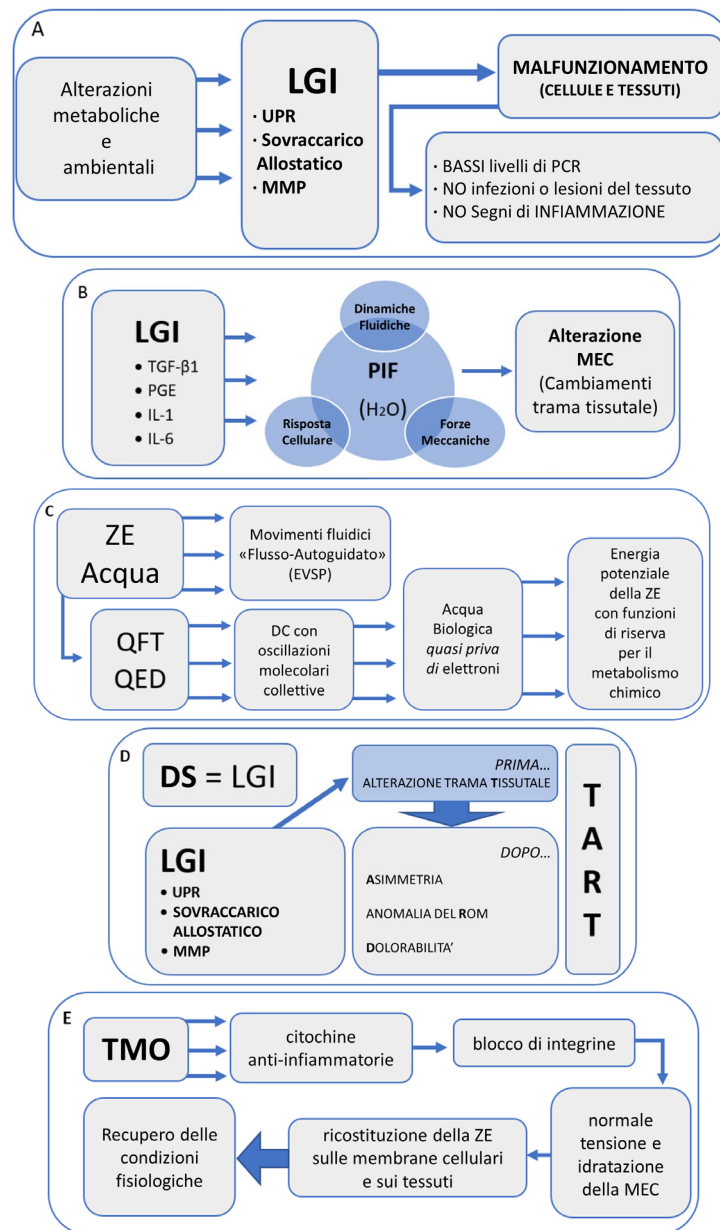 A
Alterazioni
metaboliche
e
ambientali
LGI
· UPR
· Sovraccarico
Allostatico
· MMP
MALFUNZIONAMENTO
(CELLULE E TESSUTI)
· BASSI livelli di PCR
· NO infezioni o lesioni del tessuto
· NO Segni di INFIAMMAZIONE
B
LGI
• TGF-β1
• PGE
• IL-1
• IL-6
Dinamiche
Fluidiche
PIF
(H₂O)
Risposta
Cellulare
Forze
Meccaniche
Alterazione
MEC
(Cambiamenti
trama tissutale)
C
ZE
Acqua
Movimenti fluidici
«Flusso-Autoguidato»
(EVSP)
QFT
QED
DC con
oscillazioni
molecolari
collettive
Acqua
Biologica
quasi priva
di elettroni
Energia
potenziale
della ZE
con funzioni
di riserva
per il
metabolismo
chimico
D
DS = LGI
LGI
• UPR
• SOVRACCARICO
ALLOSTATICO
• MMP
PRIMA...
ALTERAZIONE TRAMA TISSUTALE
DOPO...
ASIMMETRIA
ANOMALIA DEL ROM
DOLORABILITA'
T
A
R
T
E
TMO
citochine
anti-infiammatorie
blocco di integrine
normale
tensione e
idratazione
della MEC
ricostituzione della ZE
sulle membrane cellulari
e sui tessuti
Recupero delle
condizioni
fisiologiche